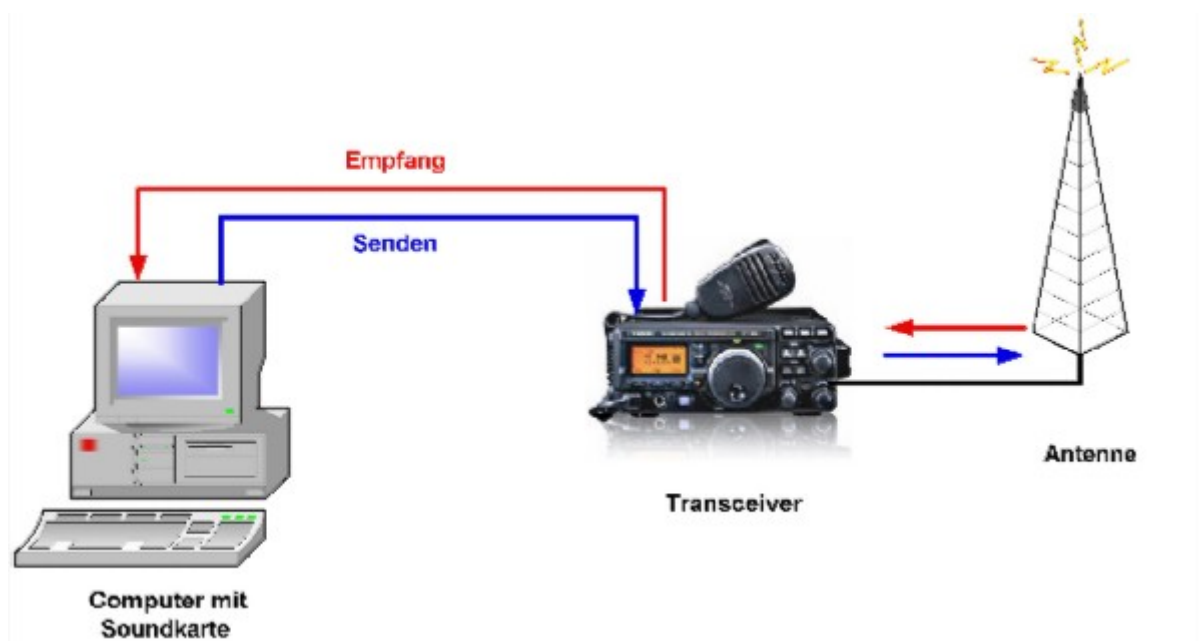 Empfang
Senden
Antenne
Transceiver
Computer mit
Soundkarte